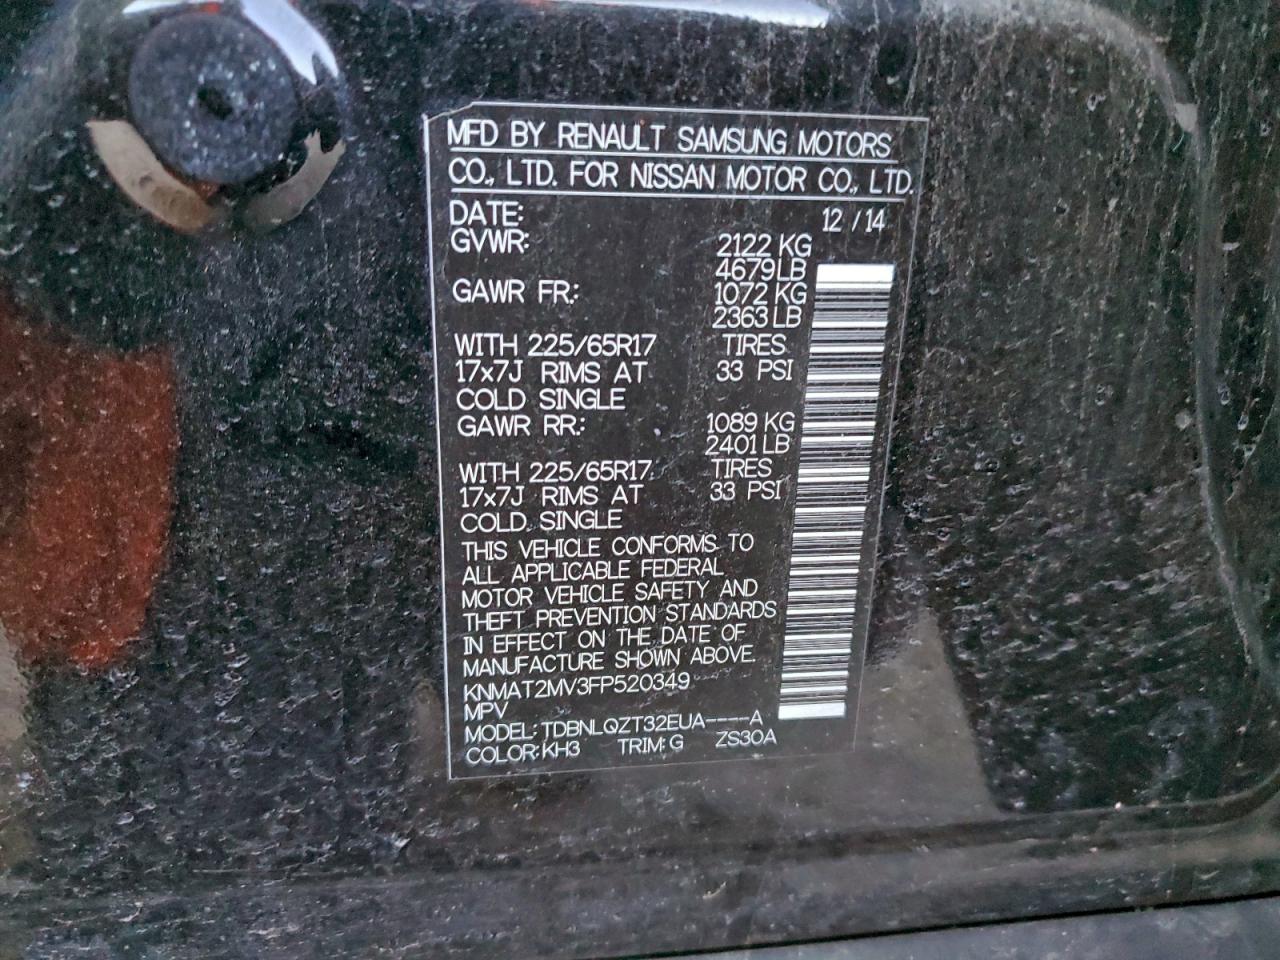 MFD BY RENAULT SAMSUNG MOTORS
CO., LTD. FOR NISSAN MOTOR CO., LTD.
DATE: 12 / 14
GVWR: 2122 KG
4679 LB
GAWR FR.: 1072 KG
2363 LB
WITH 225/65R17 TIRES
17x7J RIMS AT 33 PSI
COLD SINGLE
GAWR RR.: 1089 KG
2401 LB
WITH 225/65R17 TIRES
17x7J RIMS AT 33 PSI
COLD SINGLE
THIS VEHICLE CONFORMS TO
ALL APPLICABLE FEDERAL
MOTOR VEHICLE SAFETY AND
THEFT PREVENTION STANDARDS
IN EFFECT ON THE DATE OF
MANUFACTURE SHOWN ABOVE.
KNMAT2MV3FP520349
MPV
MODEL: TDBNLQZT32EUA----A
COLOR: KH3 TRIM: G ZS30A